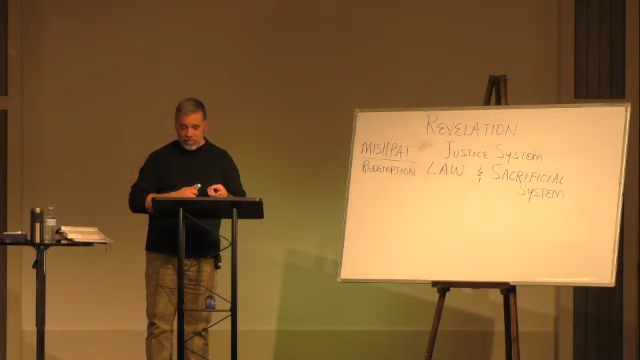 REVELATION
MISHPAT JUSTICE SYSTEM
REDEMPTION LAW & SACRIFICIAL
SYSTEM